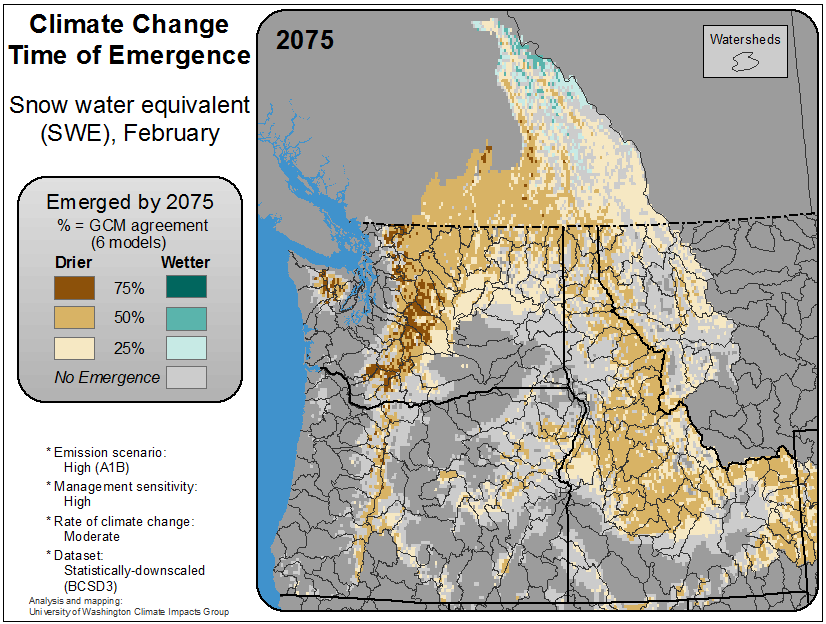 Climate Change
Time of Emergence
Snow water equivalent
(SWE), February
Emerged by 2075
% = GCM agreement
(6 models)
Drier Wetter
75%
50%
25%
No Emergence
* Emission scenario:
High (A1B)
* Management sensitivity:
High
* Rate of climate change:
Moderate
* Dataset:
Statistically-downscaled
(BCSD3)
Analysis and mapping:
University of Washington Climate Impacts Group
2075
Watersheds